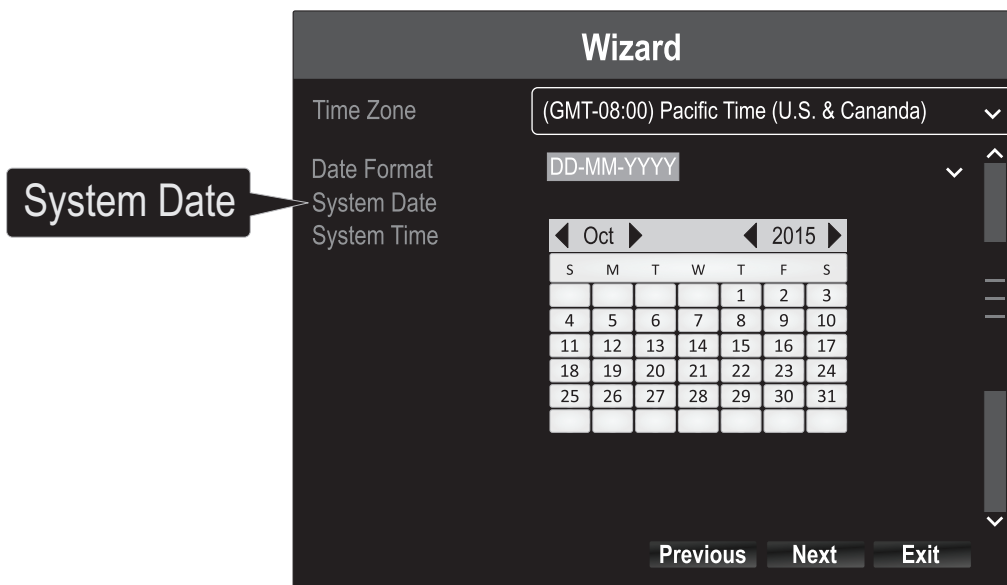 Wizard
Time Zone (GMT-08:00) Pacific Time (U.S. & Cananda)
Date Format DD-MM-YYYY
System Date
System Date
System Time
Oct 2015
S M T W T F S
1 2 3
4 5 6 7 8 9 10
11 12 13 14 15 16 17
18 19 20 21 22 23 24
25 26 27 28 29 30 31
Previous Next Exit